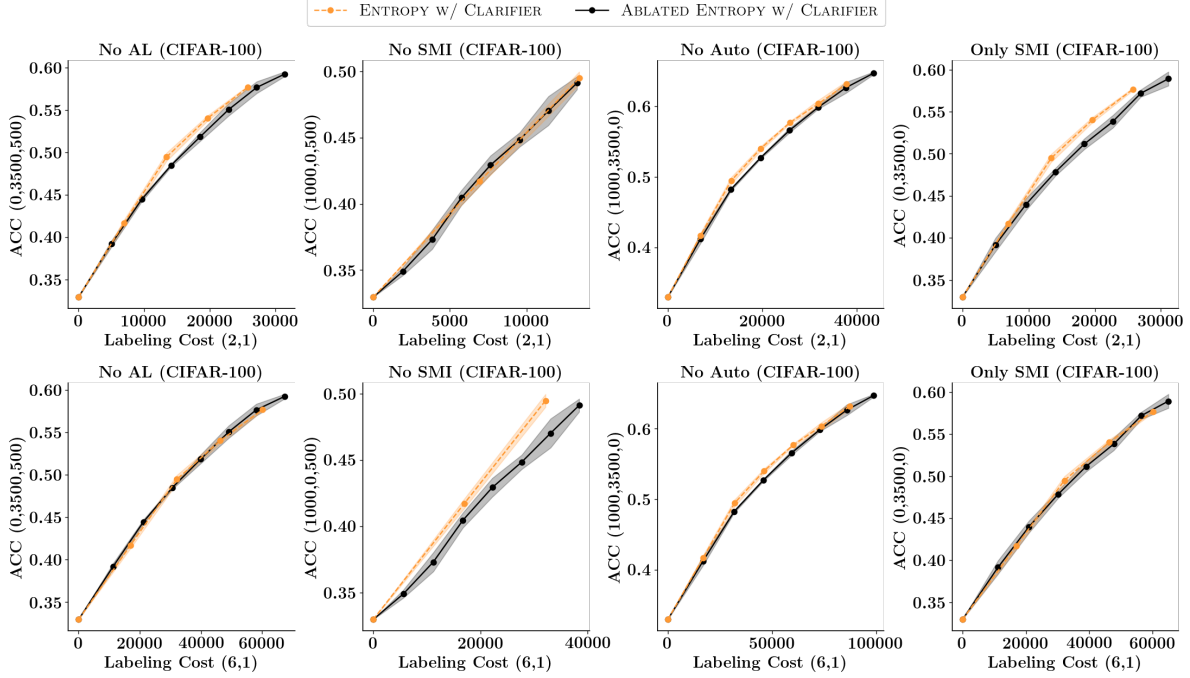 ENTROPY W/ CLARIFIER ABLATED ENTROPY W/ CLARIFIER
No AL (CIFAR-100)
ACC (0,3500,500)
0.60
0.55
0.50
0.45
0.40
0.35
0 10000 20000 30000
Labeling Cost (2,1)
No SMI (CIFAR-100)
ACC (1000,0,500)
0.50
0.45
0.40
0.35
0 5000 10000
Labeling Cost (2,1)
No Auto (CIFAR-100)
ACC (1000,3500,0)
0.6
0.5
0.4
0 20000 40000
Labeling Cost (2,1)
Only SMI (CIFAR-100)
ACC (0,3500,0)
0.60
0.55
0.50
0.45
0.40
0.35
0 10000 20000 30000
Labeling Cost (2,1)
No AL (CIFAR-100)
ACC (0,3500,500)
0.60
0.55
0.50
0.45
0.40
0.35
0 20000 40000 60000
Labeling Cost (6,1)
No SMI (CIFAR-100)
ACC (1000,0,500)
0.50
0.45
0.40
0.35
0 20000 40000
Labeling Cost (6,1)
No Auto (CIFAR-100)
ACC (1000,3500,0)
0.6
0.5
0.4
0 50000 100000
Labeling Cost (6,1)
Only SMI (CIFAR-100)
ACC (0,3500,0)
0.60
0.55
0.50
0.45
0.40
0.35
0 20000 40000 60000
Labeling Cost (6,1)